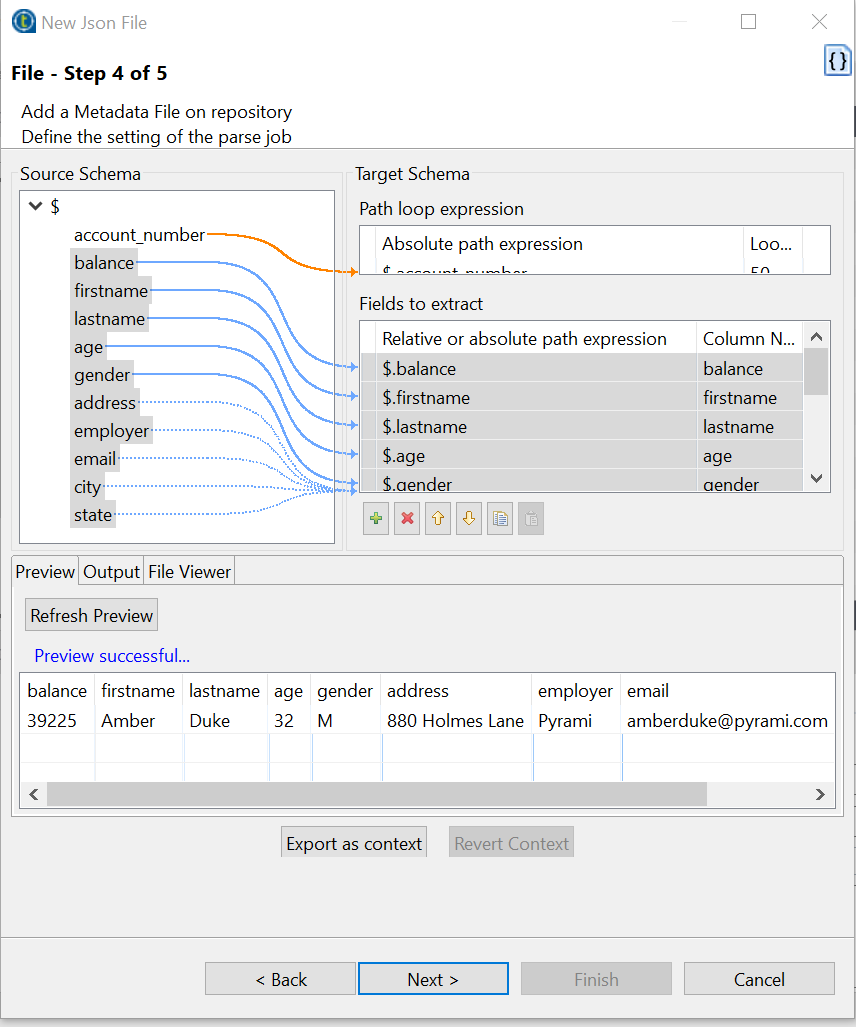 New Json File
{}
File - Step 4 of 5
Add a Metadata File on repository
Define the setting of the parse job
Source Schema
$
account_number
balance
firstname
lastname
age
gender
address
employer
email
city
state
Target Schema
Path loop expression
Absolute path expression Loo...
$.account_number 50
Fields to extract
Relative or absolute path expression Column N...
$.balance balance
$.firstname firstname
$.lastname lastname
$.age age
$.gender gender
Preview Output File Viewer
Refresh Preview
Preview successful...
balance firstname lastname age gender address employer email
39225 Amber Duke 32 M 880 Holmes Lane Pyrami amberduke@pyrami.com
Export as context Revert Context
< Back Next > Finish Cancel